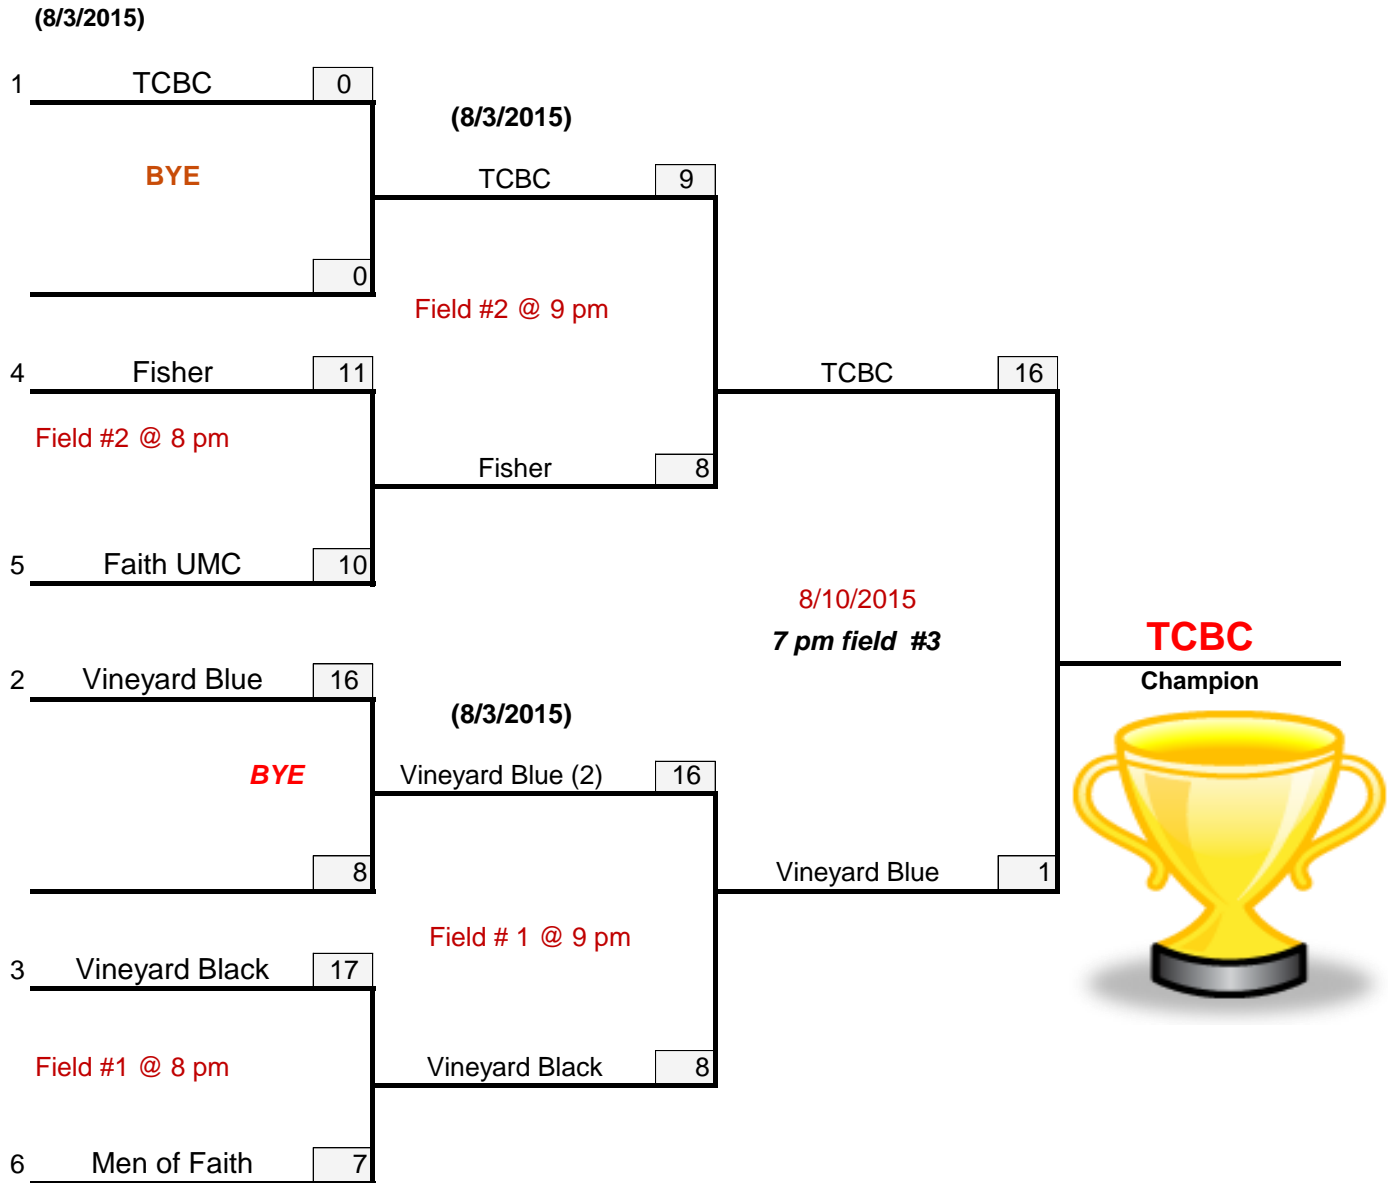 (8/3/2015)
1 TCBC 0
(8/3/2015)
BYE
TCBC 9
0
Field #2 @ 9 pm
4 Fisher 11
TCBC 16
Field #2 @ 8 pm
Fisher 8
5 Faith UMC 10
8/10/2015
7 pm field #3
TCBC
2 Vineyard Blue 16
Champion
(8/3/2015)
BYE
Vineyard Blue (2) 16
8
Vineyard Blue 1
Field # 1 @ 9 pm
3 Vineyard Black 17
Field #1 @ 8 pm
Vineyard Black 8
6 Men of Faith 7